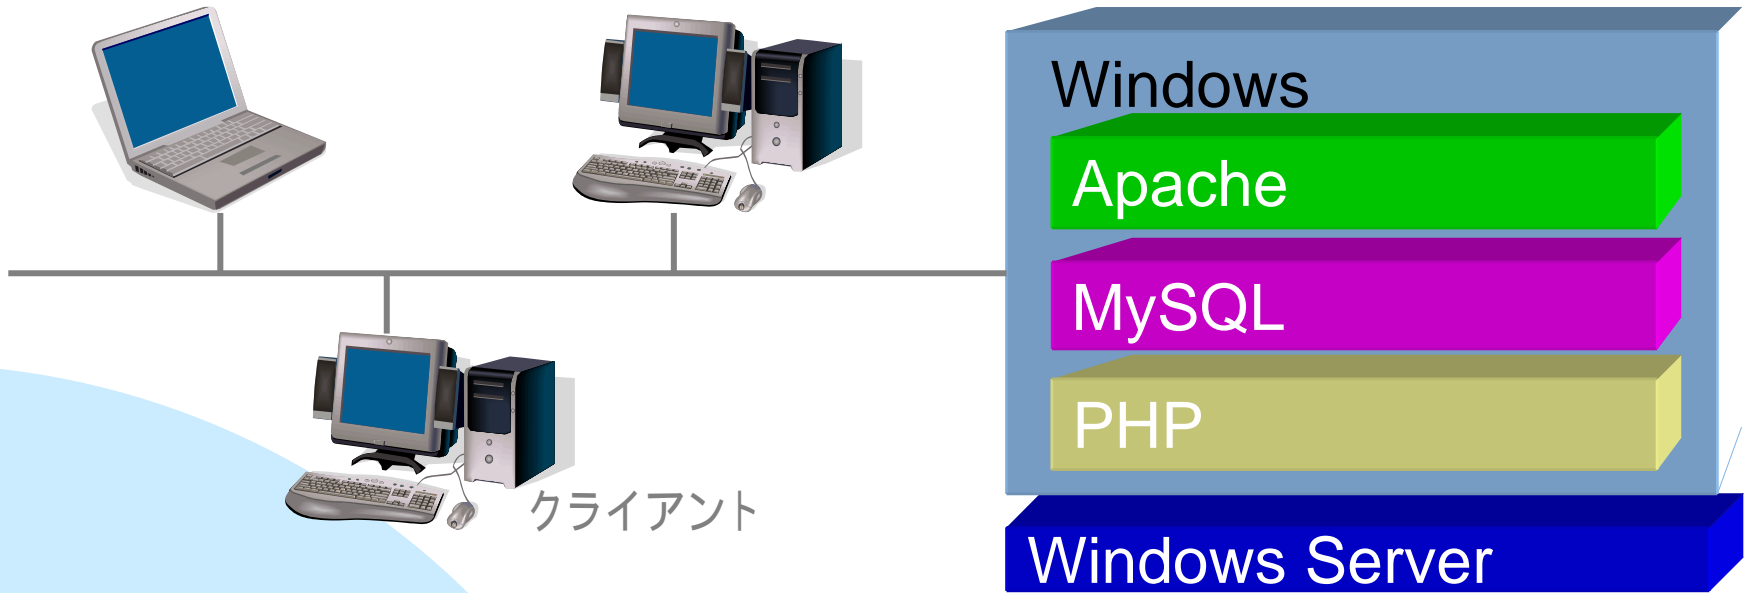 Windows
Apache
MySQL
PHP
クライアント
Windows Server